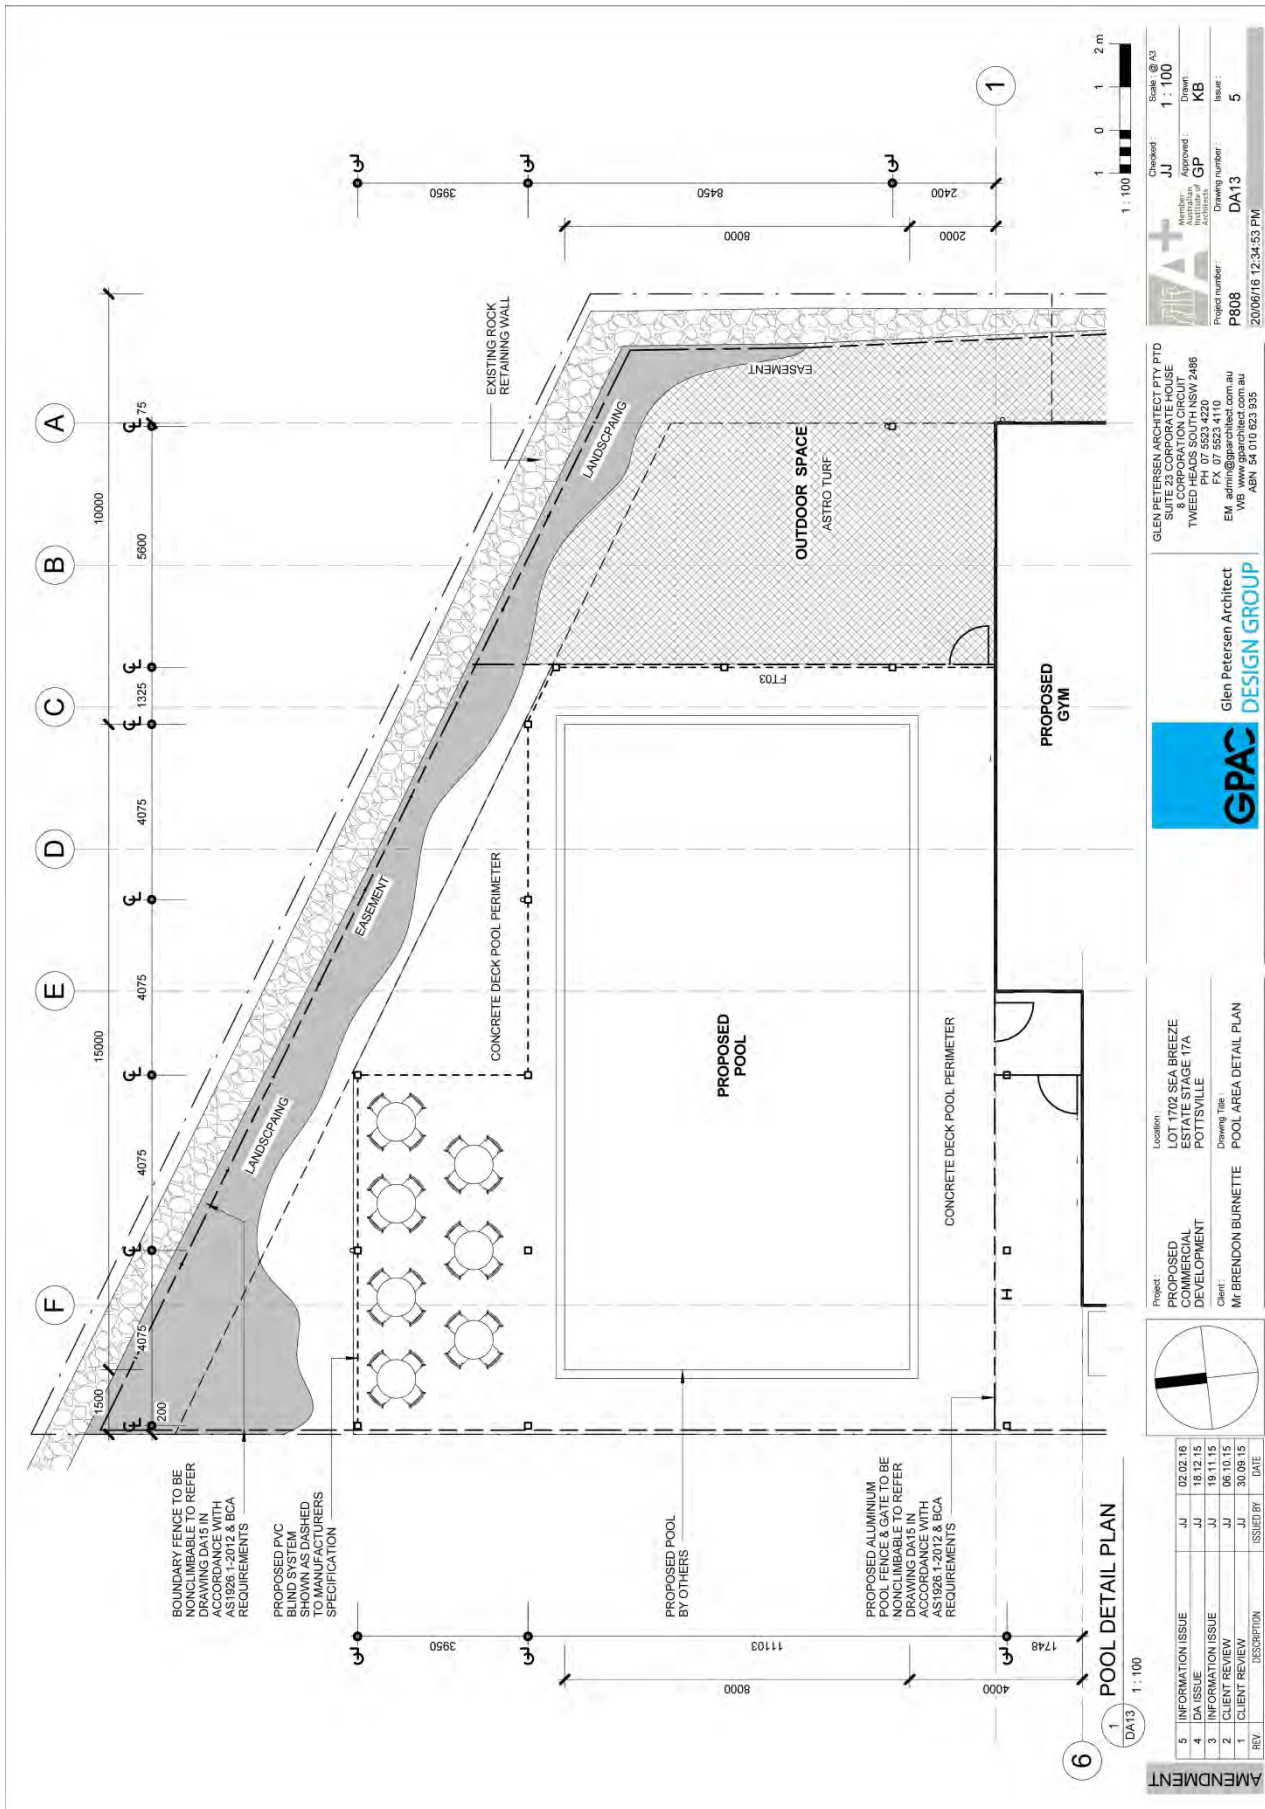 A
B
C
D
E
F
1
6
10000
15000
1500
75
5600
1325
4075
4075
4075
4075
200
3950
8450
2400
8000
2000
3950
11103
1748
8000
4000
EXISTING ROCK
RETAINING WALL
LANDSCPAING
EASEMENT
OUTDOOR SPACE
ASTRO TURF
FT03
EASEMENT
LANDSCPAING
CONCRETE DECK POOL PERIMETER
PROPOSED
POOL
CONCRETE DECK POOL PERIMETER
PROPOSED
GYM
H
BOUNDARY FENCE TO BE
NONCLIMBABLE TO REFER
DRAWING DA15 IN
ACCORDANCE WITH
AS1926.1-2012 & BCA
REQUIREMENTS
PROPOSED PVC
BLIND SYSTEM
SHOWN AS DASHED
TO MANUFACTURERS
SPECIFICATION
PROPOSED POOL
BY OTHERS
PROPOSED ALUMINIUM
POOL FENCE & GATE TO BE
NONCLIMBABLE TO REFER
DRAWING DA15 IN
ACCORDANCE WITH
AS1926.1-2012 & BCA
REQUIREMENTS
1
DA13
POOL DETAIL PLAN
1 : 100
1 : 100
1 0 1 2 m
AMENDMENT
5 INFORMATION ISSUE JJ 02.02.16
4 DA ISSUE JJ 18.12.15
3 INFORMATION ISSUE JJ 19.11.15
2 CLIENT REVIEW JJ 06.10.15
1 CLIENT REVIEW JJ 30.09.15
REV. DESCRIPTION ISSUED BY DATE
Project :
PROPOSED
COMMERCIAL
DEVELOPMENT
Location :
LOT 1702 SEA BREEZE
ESTATE STAGE 17A
POTTSVILLE
Client :
Mr BRENDON BURNETTE
Drawing Title :
POOL AREA DETAIL PLAN
GPAC
Glen Petersen Architect
DESIGN GROUP
GLEN PETERSEN ARCHITECT PTY PTD
SUITE 23 CORPORATE HOUSE
8 CORPORATION CIRCUIT
TWEED HEADS SOUTH NSW 2486
PH 07 5523 4220
FX 07 5523 4110
EM admin@gparchitect.com.au
WB www.gparchitect.com.au
ABN 54 010 623 935
A+
Member
Australian
Institute of
Architects
Checked:
JJ
Scale : @ A3
1 : 100
Approved :
GP
Drawn:
KB
Project number :
P808
Drawing number :
DA13
Issue :
5
20/06/16 12:34:53 PM